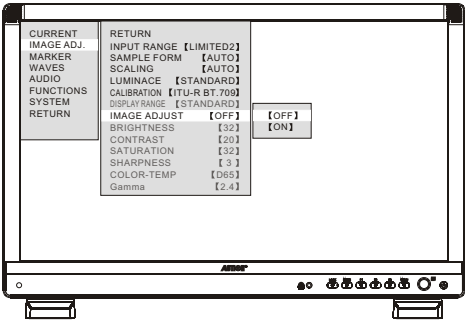 CURRENT
IMAGE ADJ.
MARKER
WAVES
AUDIO
FUNCTIONS
SYSTEM
RETURN
RETURN
INPUT RANGE【LIMITED2】
SAMPLE FORM【AUTO】
SCALING【AUTO】
LUMINACE【STANDARD】
CALIBRATION【ITU-R BT.709】
DISPLAY RANGE【STANDARD】
IMAGE ADJUST【OFF】
BRIGHTNESS【32】
CONTRAST【20】
SATURATION【32】
SHARPNESS【 3 】
COLOR-TEMP【D65】
Gamma【2.4】
【OFF】
【ON】